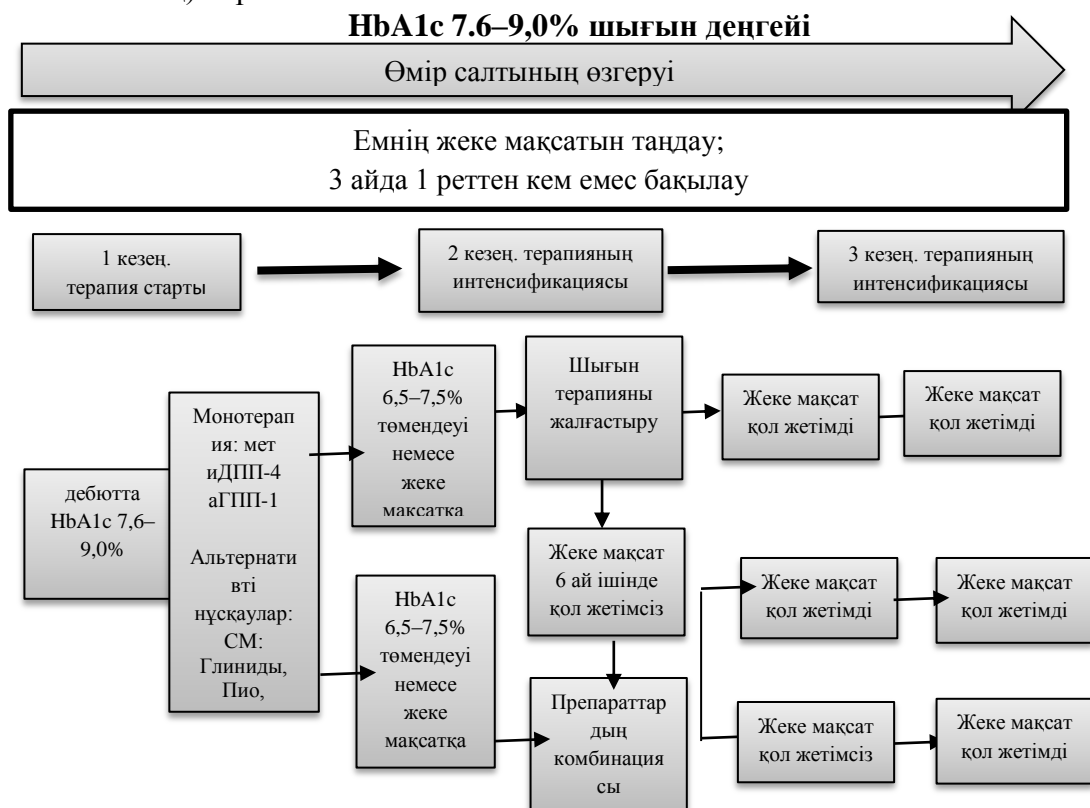 HbA1c 7.6–9,0% шығын деңгейі
Өмір салтының өзгеруі
Емнің жеке мақсатын таңдау;
3 айда 1 реттен кем емес бақылау
1 кезең.
терапия старты
2 кезең. терапияның
интенсификациясы
3 кезең. терапияның
интенсификациясы
дебютта
HbA1c 7,6–
9,0%
Монотерап
ия: мет
иДПП-4
аГПП-1
Альтернати
вті
нұсқаулар:
СМ:
Глиниды,
Пио,
HbA1c
6,5–7,5%
төмендеуі
немесе
жеке
мақсатқа
Шығын
терапияны
жалғастыру
Жеке мақсат
қол жетімді
Жеке мақсат
қол жетімді
Жеке мақсат
6 ай ішінде
қол жетімсіз
HbA1c
6,5–7,5%
төмендеуі
немесе
жеке
мақсатқа
Препараттар
дың
комбинация
сы
Жеке мақсат
қол жетімді
Жеке мақсат
қол жетімді
Жеке мақсат
қол жетімсіз
Жеке мақсат
қол жетімді